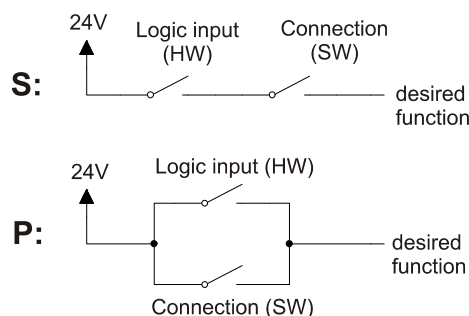 24V
Logic input
(HW)
Connection
(SW)
S:
desired
function
24V
Logic input (HW)
P:
desired
function
Connection (SW)